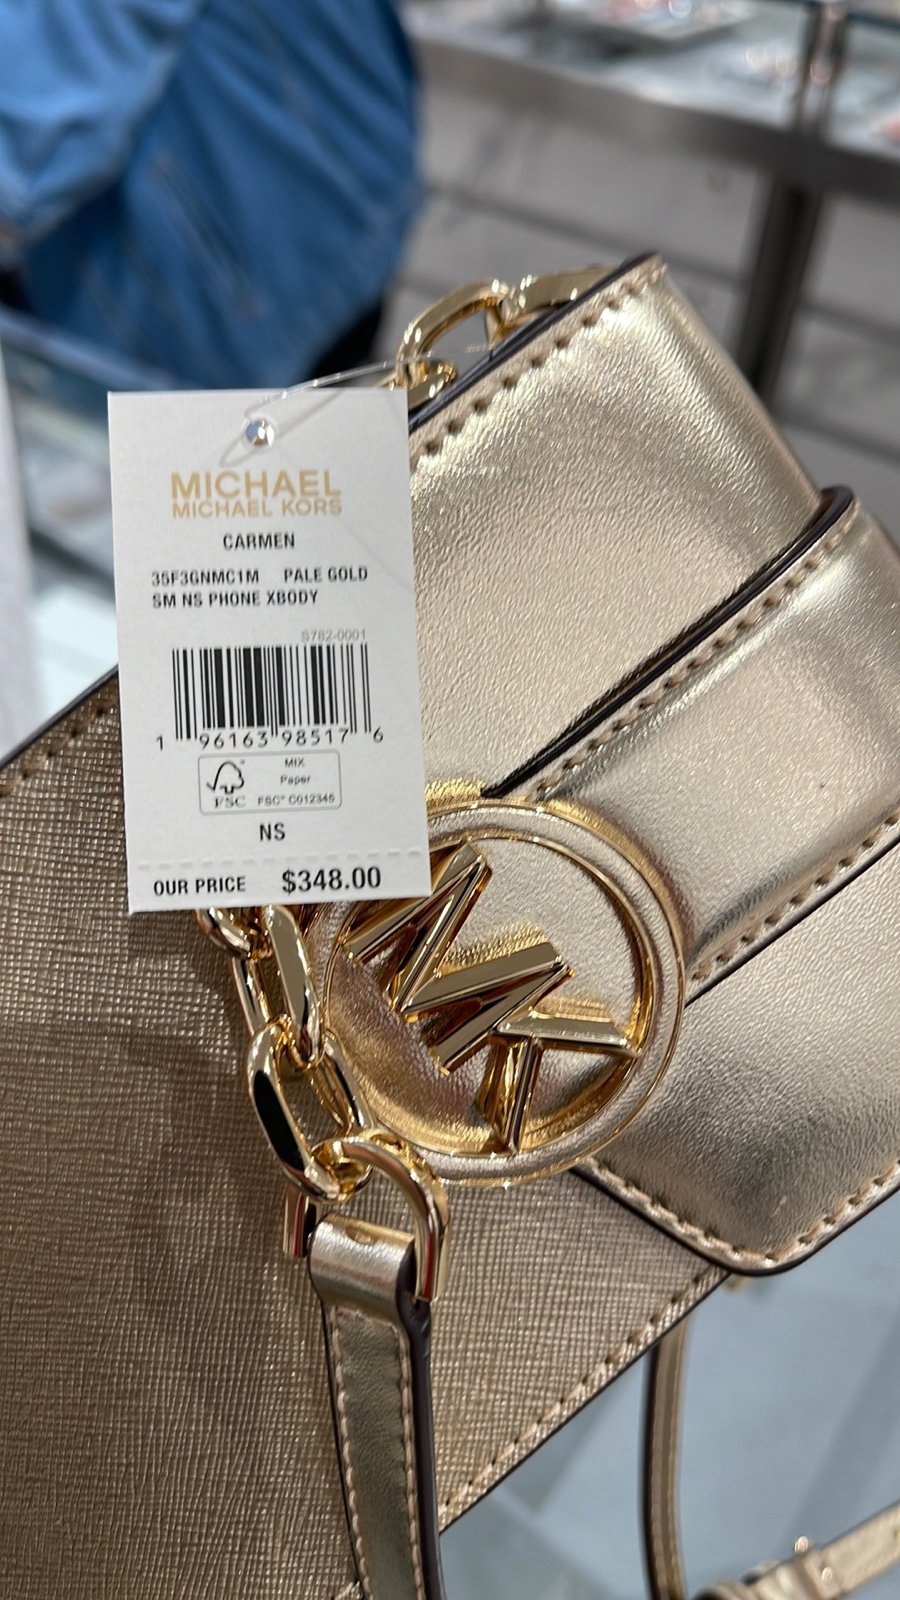 MICHAEL
MICHAEL KORS
CARMEN
35F3GNMC1M PALE GOLD
SM NS PHONE XBODY
S782-0001
1 96163 98517 6
MIX
Paper
FSC FSC® C012345
NS
OUR PRICE $348.00
MK